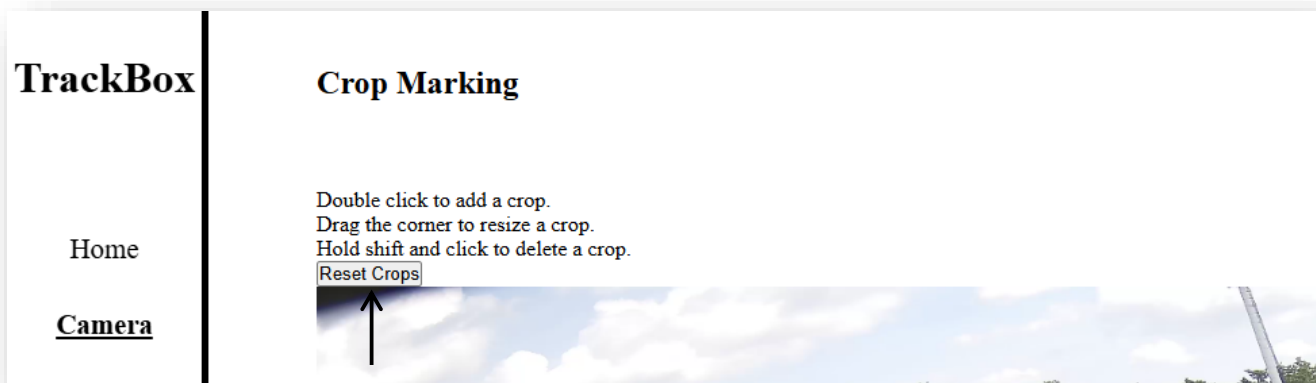 TrackBox
Crop Marking
Double click to add a crop.
Drag the corner to resize a crop.
Hold shift and click to delete a crop.
Reset Crops
Home
Camera